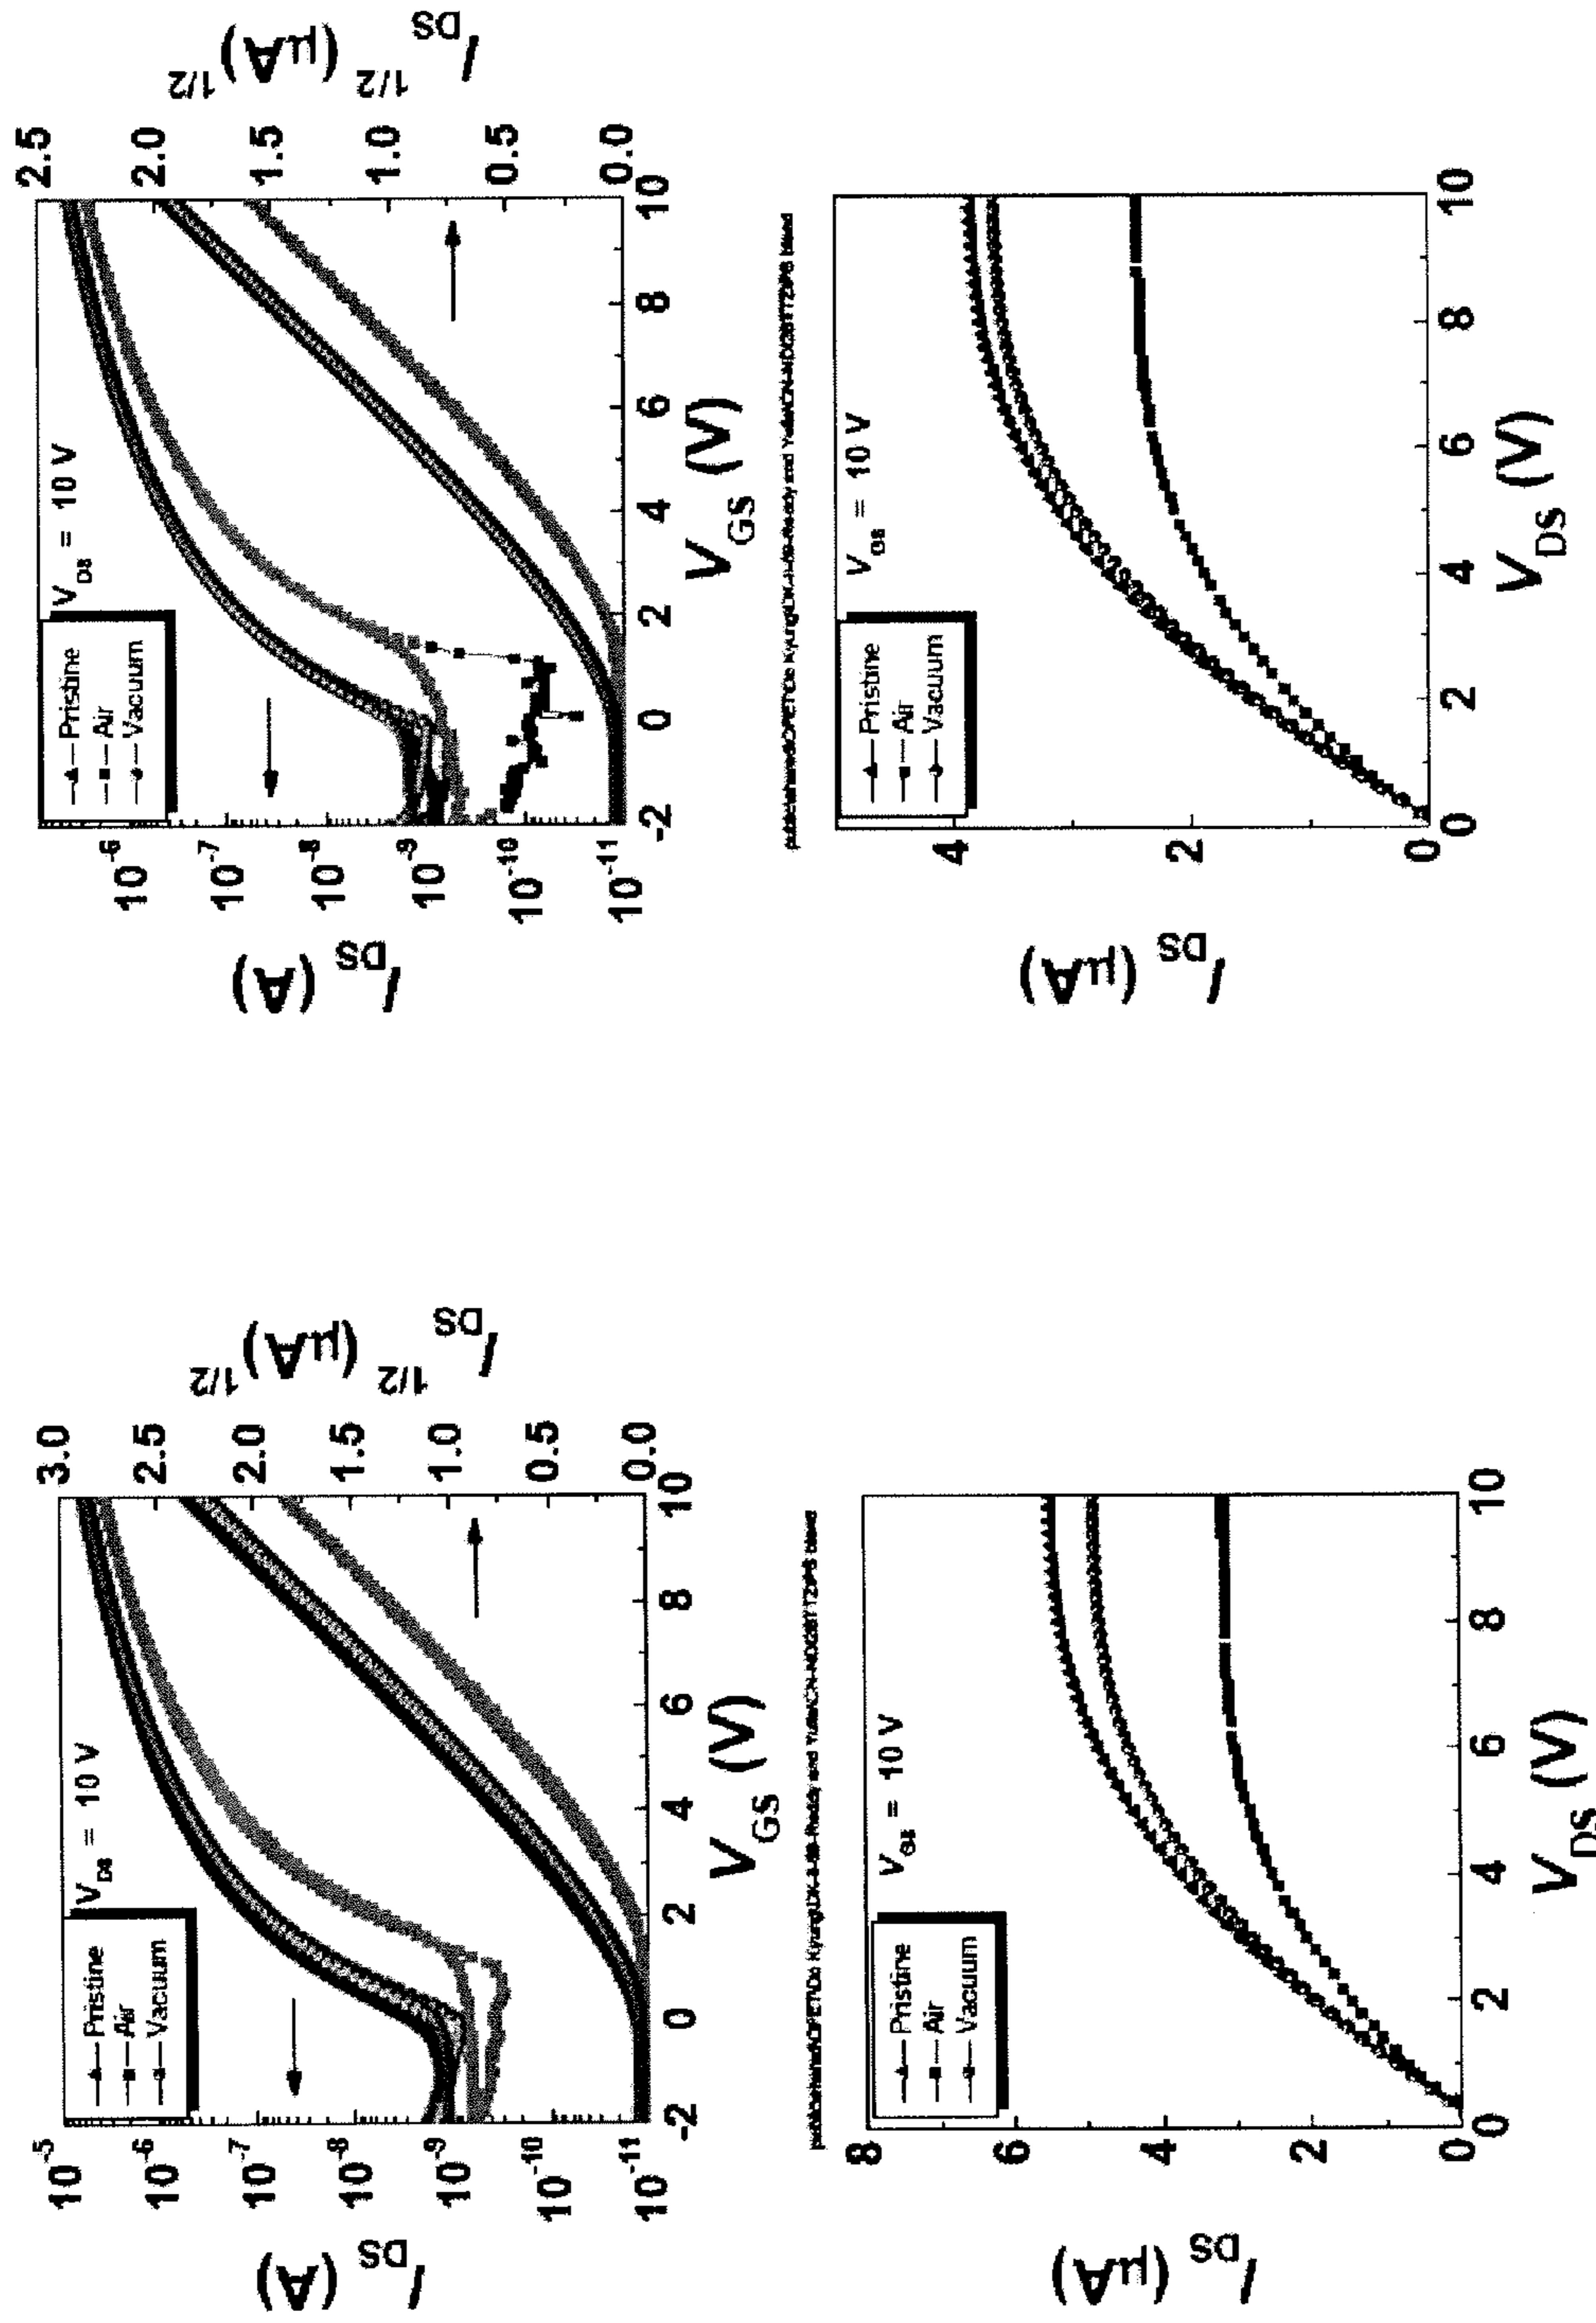 10⁻⁵
10⁻⁶
10⁻⁷
10⁻⁸
10⁻⁹
10⁻¹⁰
10⁻¹¹
I_DS (A)
Pristine
Air
Vacuum
V_DS = 10 V
3.0
2.5
2.0
1.5
1.0
0.5
0.0
I_DS^1/2 (μA)^1/2
-2 0 2 4 6 8 10
V_GS (V)
8
6
4
2
0
I_DS (μA)
Pristine
Air
Vacuum
V_GS = 10 V
0 2 4 6 8 10
V_DS (V)
10⁻⁶
10⁻⁷
10⁻⁸
10⁻⁹
10⁻¹⁰
10⁻¹¹
I_DS (A)
Pristine
Air
Vacuum
V_DS = 10 V
2.5
2.0
1.5
1.0
0.5
0.0
I_DS^1/2 (μA)^1/2
-2 0 2 4 6 8 10
V_GS (V)
4
2
0
I_DS (μA)
Pristine
Air
Vacuum
V_GS = 10 V
0 2 4 6 8 10
V_DS (V)